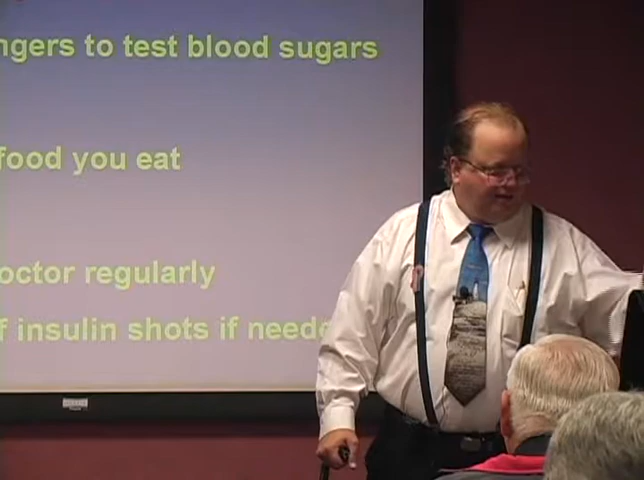 ngers to test blood sugars
food you eat
octor regularly
f insulin shots if neede